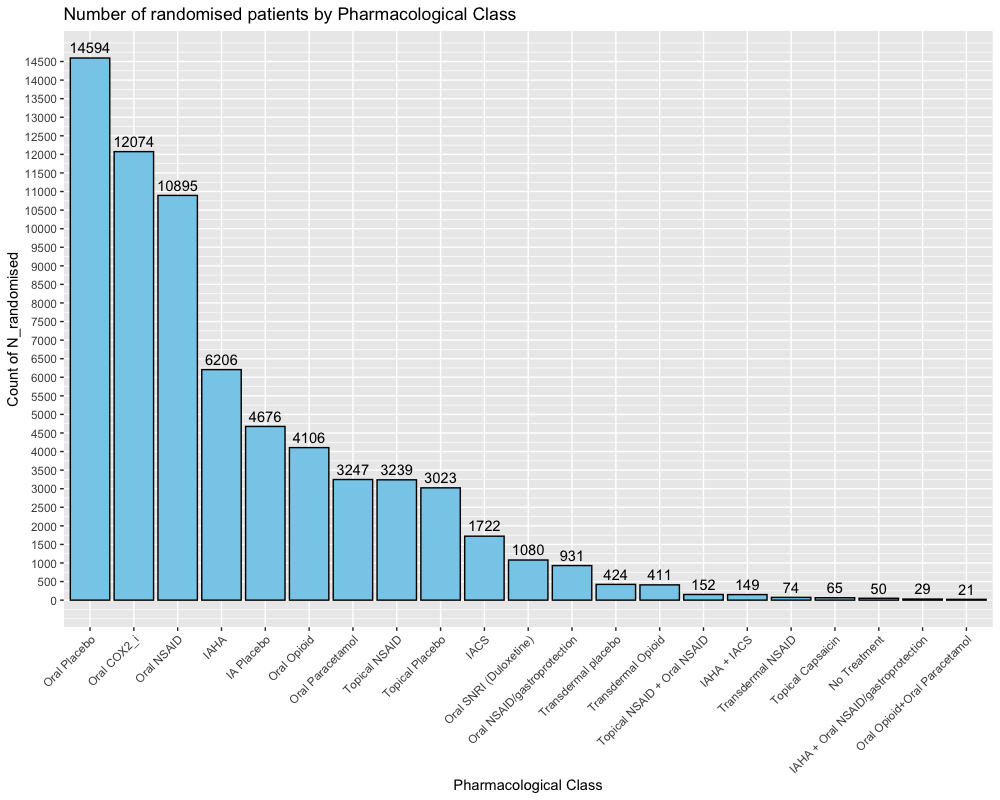 Number of randomised patients by Pharmacological Class
Count of N_randomised
14500
14000
13500
13000
12500
12000
11500
11000
10500
10000
9500
9000
8500
8000
7500
7000
6500
6000
5500
5000
4500
4000
3500
3000
2500
2000
1500
1000
500
0
14594
12074
10895
6206
4676
4106
3247
3239
3023
1722
1080
931
424
411
152
149
74
65
50
29
21
Oral Placebo
Oral COX2_i
Oral NSAID
IAHA
IA Placebo
Oral Opioid
Oral Paracetamol
Topical NSAID
Topical Placebo
IACS
Oral SNRI (Duloxetine)
Oral NSAID/gastroprotection
Transdermal placebo
Transdermal Opioid
Topical NSAID + Oral NSAID
IAHA + IACS
Transdermal NSAID
Topical Capsaicin
No Treatment
IAHA + Oral NSAID/gastroprotection
Oral Opioid+Oral Paracetamol
Pharmacological Class